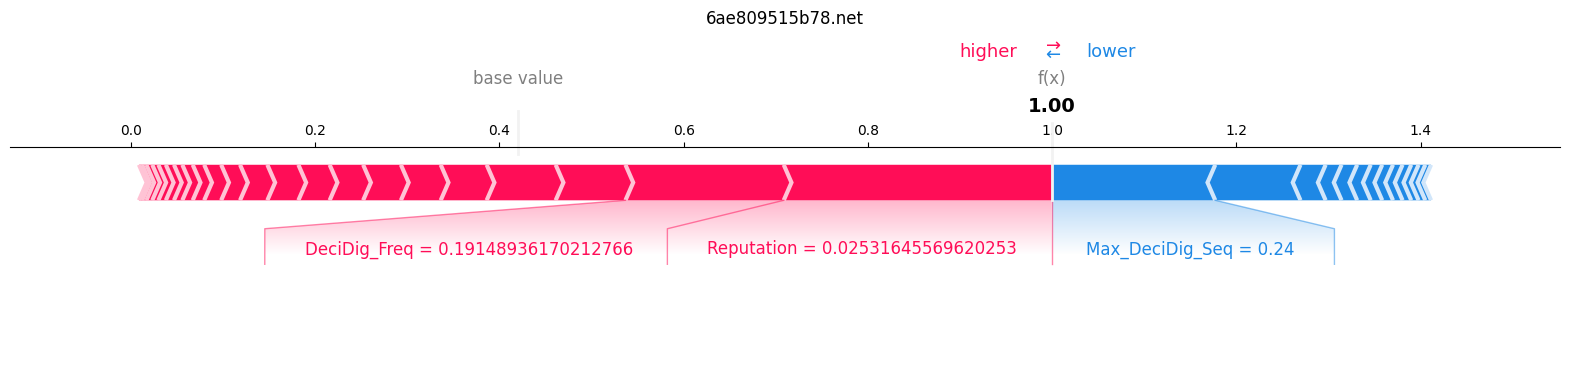 6ae809515b78.net
higher ⇄ lower
base value f(x)
1.00
0.0 0.2 0.4 0.6 0.8 1 0 1.2 1.4
DeciDig_Freq = 0.19148936170212766 Reputation = 0.02531645569620253 Max_DeciDig_Seq = 0.24